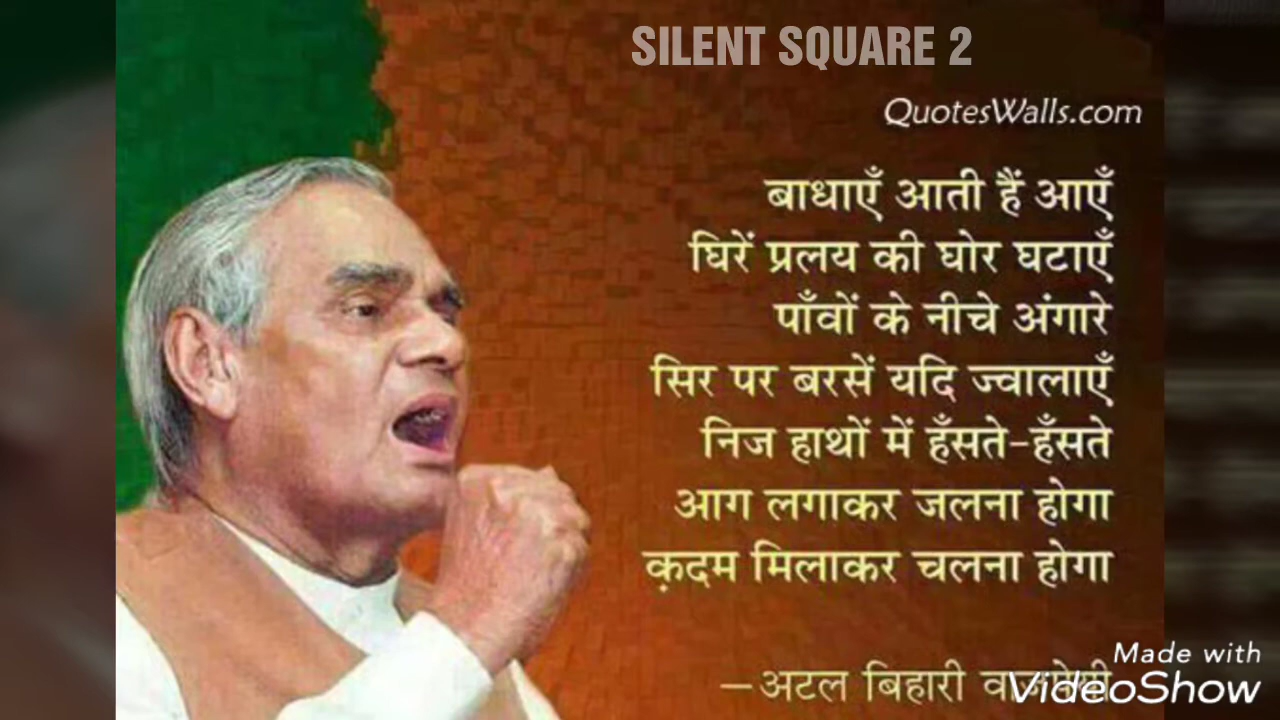 SILENT SQUARE 2
QuotesWalls.com
बाधाएँ आती हैं आएँ
घिरें प्रलय की घोर घटाएँ
पाँवों के नीचे अंगारे
सिर पर बरसें यदि ज्वालाएँ
निज हाथों में हँसते-हँसते
आग लगाकर जलना होगा
क़दम मिलाकर चलना होगा
—अटल बिहारी
Made with
VideoShow